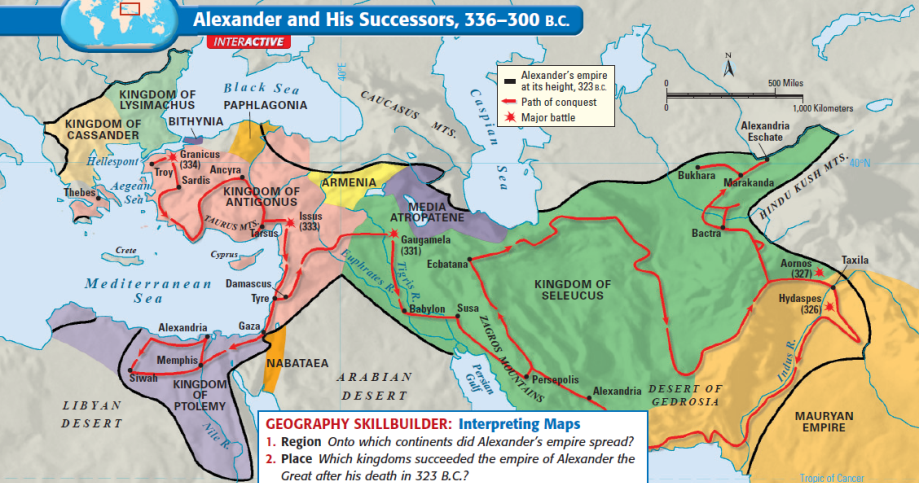 Alexander and His Successors, 336–300 B.C.
INTERACTIVE
Black Sea
40°E
CAUCASUS MTS.
Caspian Sea
Alexander's empire
at its height, 323 B.C.
Path of conquest
Major battle
N
0 500 Miles
0 1,000 Kilometers
KINGDOM OF
LYSIMACHUS
PAPHLAGONIA
BITHYNIA
KINGDOM OF
CASSANDER
Hellespont
Granicus
(334)
Troy
Sardis
Ancyra
Thebes
Aegean
Sea
KINGDOM OF
ANTIGONUS
TAURUS MTS.
Tarsus
Issus
(333)
ARMENIA
MEDIA
ATROPATENE
Alexandria
Eschate
40°N
Bukhara
Marakanda
HINDU KUSH MTS.
Bactra
Crete
Cyprus
Mediterranean
Sea
Damascus
Tyre
Euphrates R.
Tigris R.
Gaugamela
(331)
Ecbatana
Babylon
Susa
ZAGROS MOUNTAINS
KINGDOM OF
SELEUCUS
Aornos
(327)
Taxila
Hydaspes
(326)
Alexandria
Gaza
Memphis
Siwah
KINGDOM
OF
PTOLEMY
Nile R.
NABATAEA
LIBYAN
DESERT
ARABIAN
DESERT
Persian
Gulf
Persepolis
Alexandria
DESERT OF
GEDROSIA
Indus R.
MAURYAN
EMPIRE
Tropic of Cancer
GEOGRAPHY SKILLBUILDER: Interpreting Maps
1. Region Onto which continents did Alexander's empire spread?
2. Place Which kingdoms succeeded the empire of Alexander the
Great after his death in 323 B.C.?